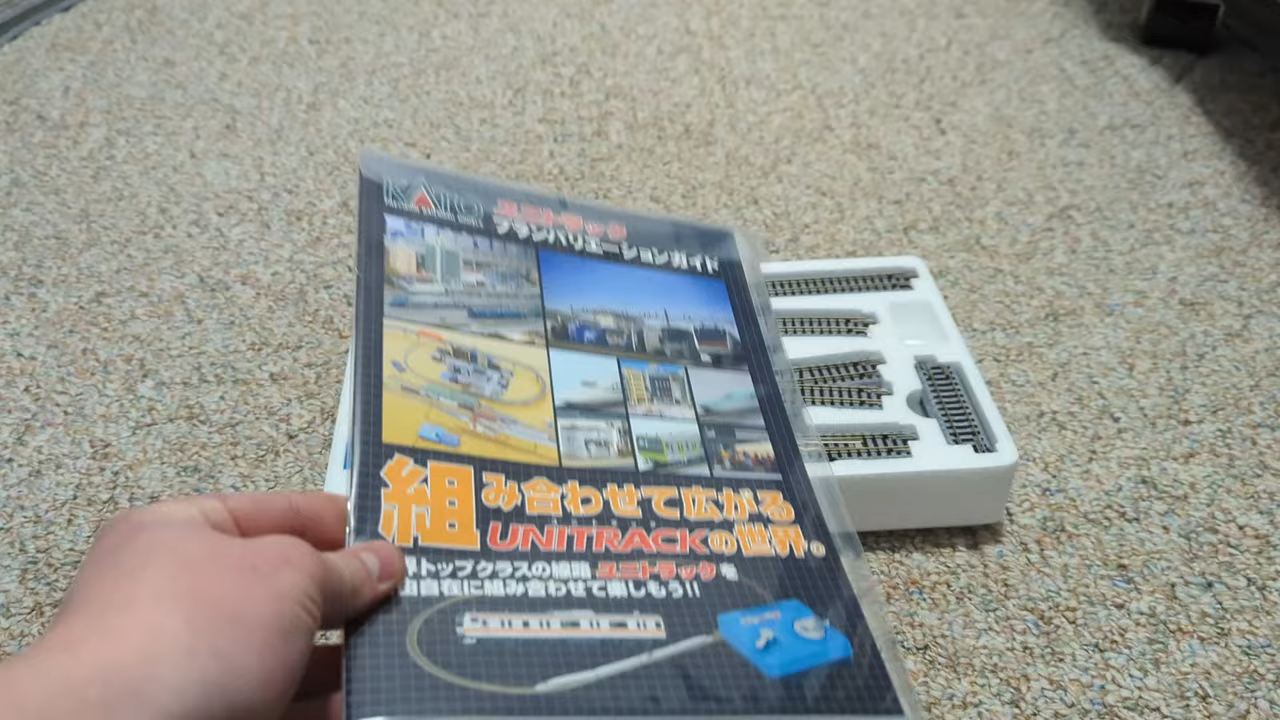 KATO
ユニトラック
プランバリエーションガイド
組み合わせて広がる
UNITRACKの世界。
トップクラスの線路 ユニトラックを
自在に組み合わせて楽しもう!!